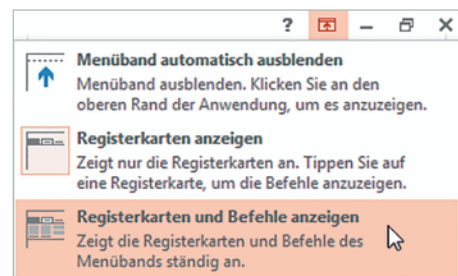 ?
Menüband automatisch ausblenden
Menüband ausblenden. Klicken Sie an den
oberen Rand der Anwendung, um es anzuzeigen.
Registerkarten anzeigen
Zeigt nur die Registerkarten an. Tippen Sie auf
eine Registerkarte, um die Befehle anzuzeigen.
Registerkarten und Befehle anzeigen
Zeigt die Registerkarten und Befehle des
Menübands ständig an.